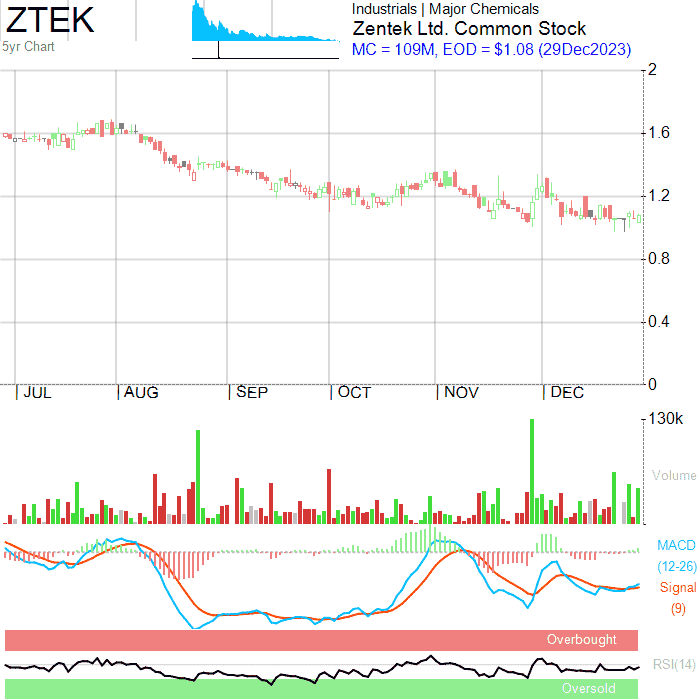 ZTEK
5yr Chart
Industrials | Major Chemicals
Zentek Ltd. Common Stock
MC = 109M, EOD = $1.08 (29Dec2023)
2
1.6
1.2
0.8
0.4
0
| JUL | AUG | SEP | OCT | NOV | DEC
130k
Volume
MACD
(12-26)
Signal
(9)
Overbought
RSI(14)
Oversold